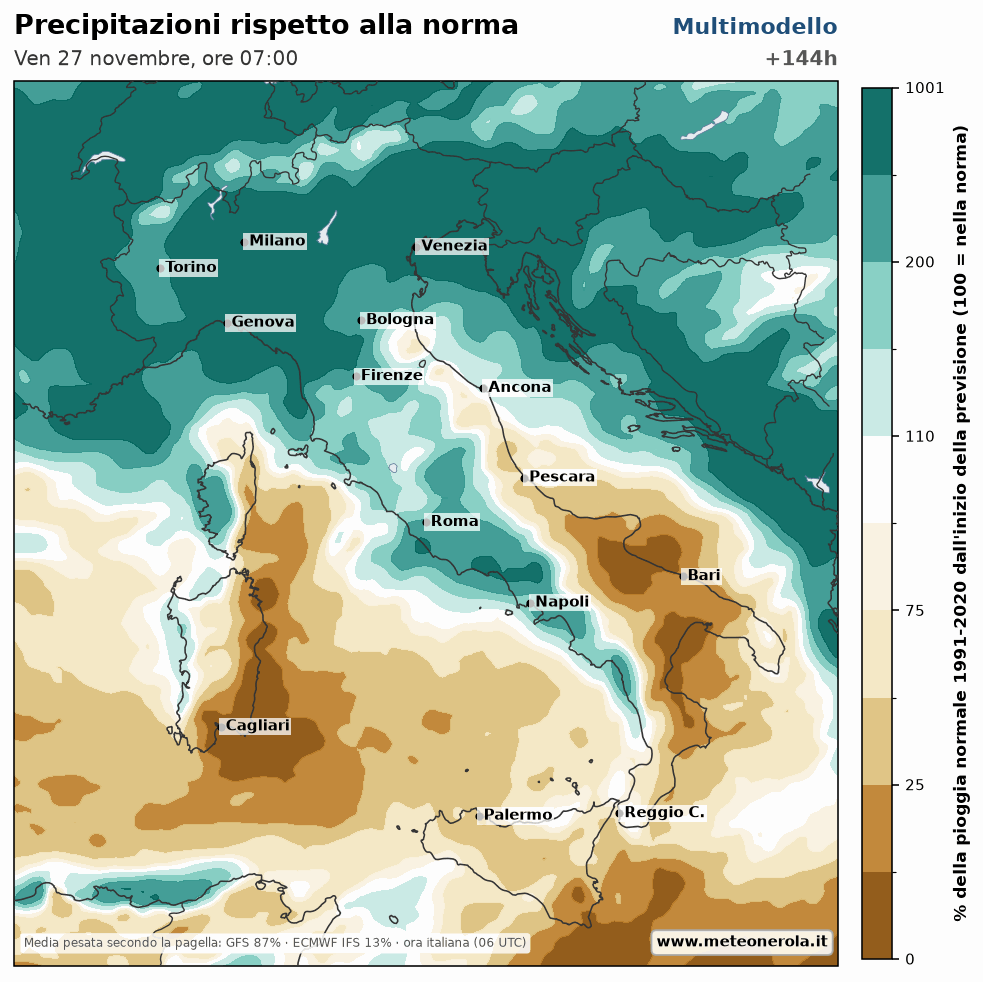 Precipitazioni rispetto alla norma
Multimodello
Ven 27 novembre, ore 07:00
+144h
1001
200
110
75
25
0
% della pioggia normale 1991-2020 dall'inizio della previsione (100 = nella norma)
Milano
Venezia
Torino
Genova
Bologna
Firenze
Ancona
Pescara
Roma
Bari
Napoli
Cagliari
Palermo
Reggio C.
Media pesata secondo la pagella: GFS 87% · ECMWF IFS 13% · ora italiana (06 UTC)
www.meteonerola.it